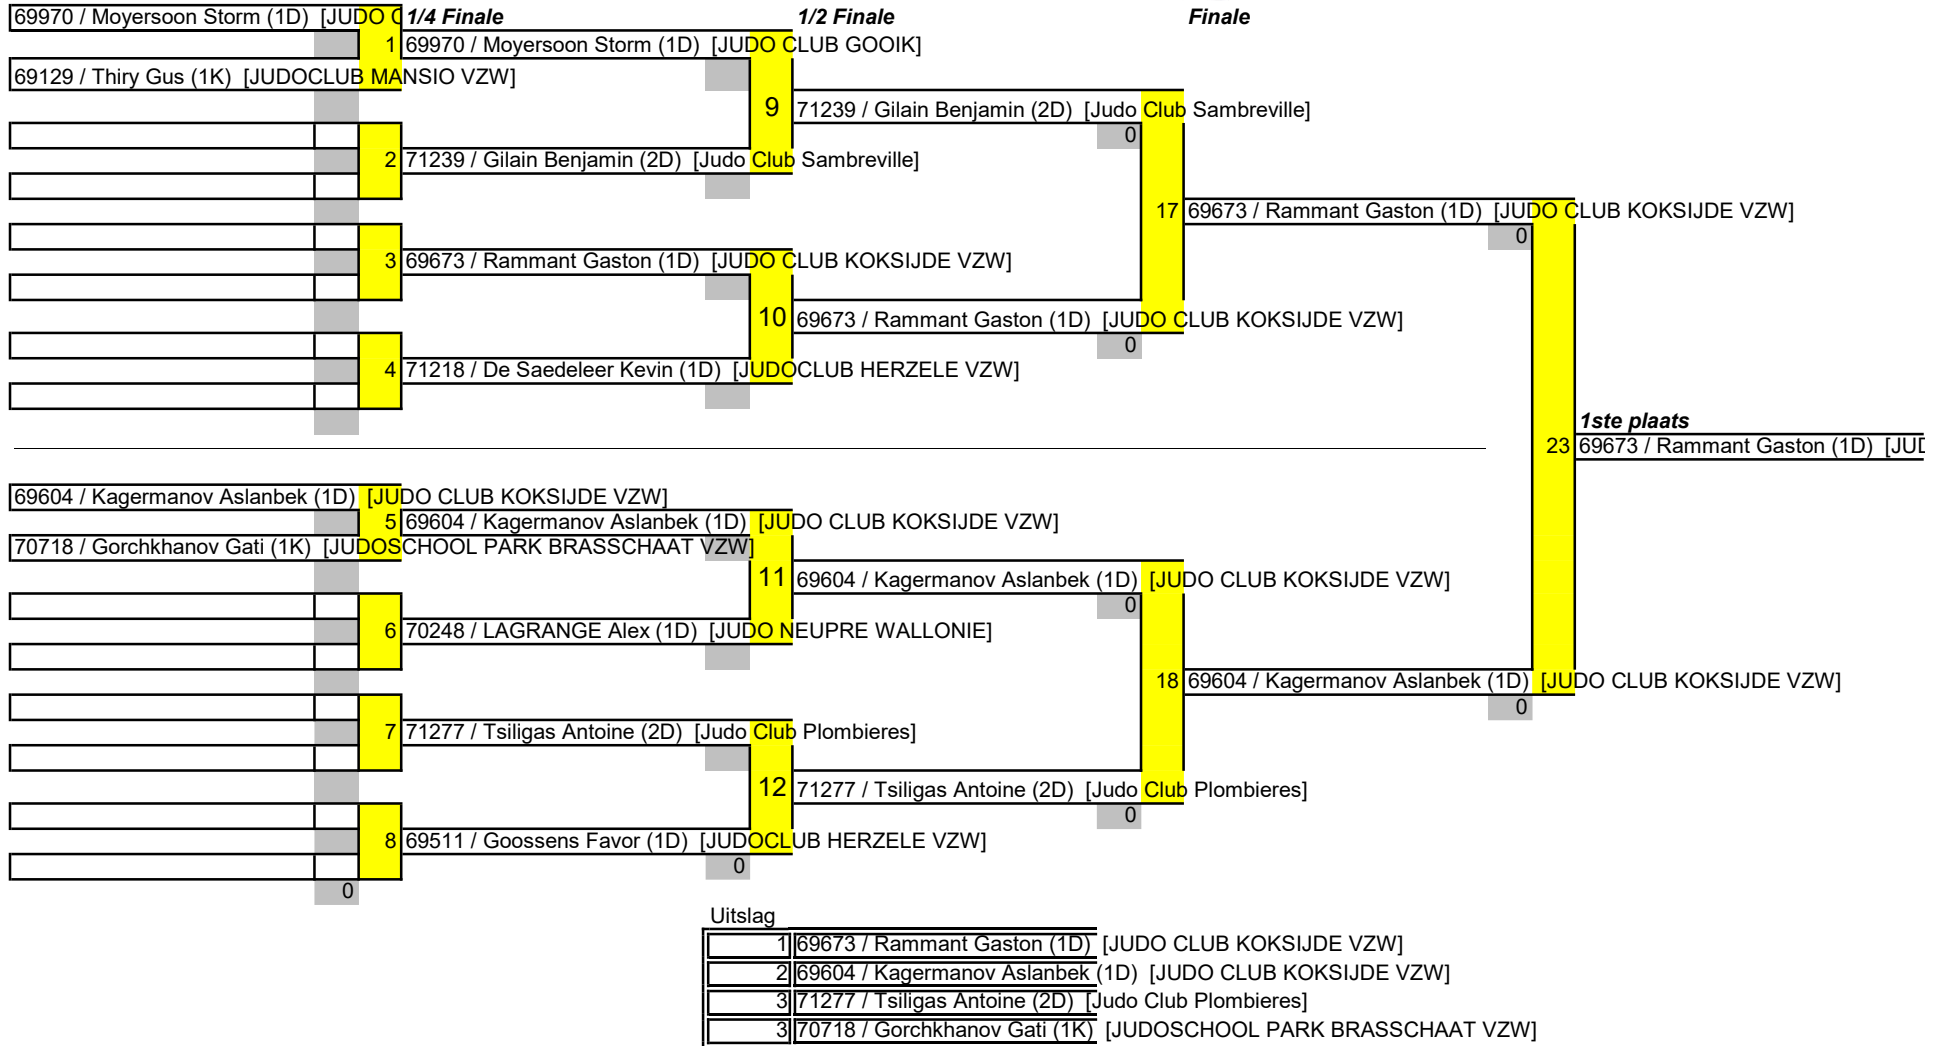 69970 / Moyersoon Storm (1D) [JUDO C
1/4 Finale
1/2 Finale
Finale
1 69970 / Moyersoon Storm (1D) [JUDO CLUB GOOIK]
69129 / Thiry Gus (1K) [JUDOCLUB MANSIO VZW]
9 71239 / Gilain Benjamin (2D) [Judo Club Sambreville]
0
2 71239 / Gilain Benjamin (2D) [Judo Club Sambreville]
17 69673 / Rammant Gaston (1D) [JUDO CLUB KOKSIJDE VZW]
0
3 69673 / Rammant Gaston (1D) [JUDO CLUB KOKSIJDE VZW]
10 69673 / Rammant Gaston (1D) [JUDO CLUB KOKSIJDE VZW]
0
4 71218 / De Saedeleer Kevin (1D) [JUDOCLUB HERZELE VZW]
1ste plaats
23 69673 / Rammant Gaston (1D) [JUD
69604 / Kagermanov Aslanbek (1D) [JUDO CLUB KOKSIJDE VZW]
5 69604 / Kagermanov Aslanbek (1D) [JUDO CLUB KOKSIJDE VZW]
70718 / Gorchkhanov Gati (1K) [JUDOSCHOOL PARK BRASSCHAAT VZW]
11 69604 / Kagermanov Aslanbek (1D) [JUDO CLUB KOKSIJDE VZW]
0
6 70248 / LAGRANGE Alex (1D) [JUDO NEUPRE WALLONIE]
18 69604 / Kagermanov Aslanbek (1D) [JUDO CLUB KOKSIJDE VZW]
0
7 71277 / Tsiligas Antoine (2D) [Judo Club Plombieres]
12 71277 / Tsiligas Antoine (2D) [Judo Club Plombieres]
0
8 69511 / Goossens Favor (1D) [JUDOCLUB HERZELE VZW]
0
0
Uitslag
1 69673 / Rammant Gaston (1D) [JUDO CLUB KOKSIJDE VZW]
2 69604 / Kagermanov Aslanbek (1D) [JUDO CLUB KOKSIJDE VZW]
3 71277 / Tsiligas Antoine (2D) [Judo Club Plombieres]
3 70718 / Gorchkhanov Gati (1K) [JUDOSCHOOL PARK BRASSCHAAT VZW]